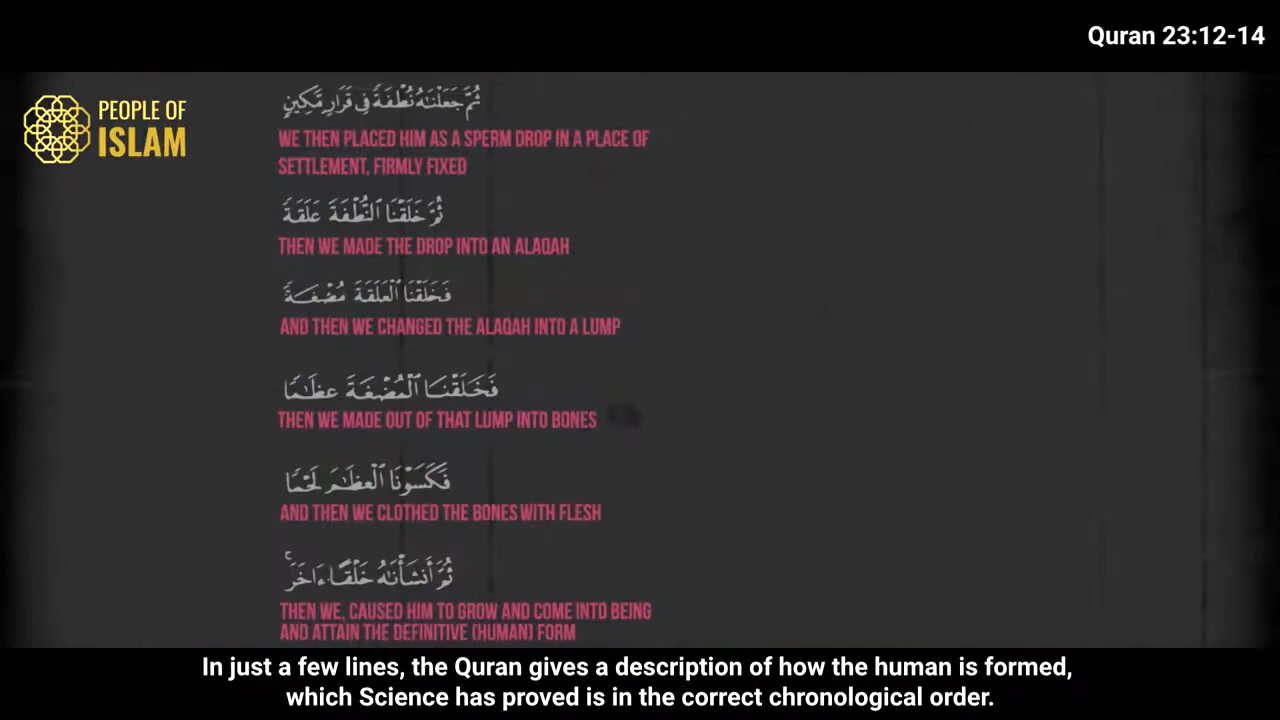 Quran 23:12-14
PEOPLE OF
ISLAM
ثُمَّ جَعَلْنَٰهُ نُطْفَةً فِى قَرَارٍ مَّكِينٍ
WE THEN PLACED HIM AS A SPERM DROP IN A PLACE OF
SETTLEMENT, FIRMLY FIXED
ثُمَّ خَلَقْنَا ٱلنُّطْفَةَ عَلَقَةً
THEN WE MADE THE DROP INTO AN ALAQAH
فَخَلَقْنَا ٱلْعَلَقَةَ مُضْغَةً
AND THEN WE CHANGED THE ALAQAH INTO A LUMP
فَخَلَقْنَا ٱلْمُضْغَةَ عِظَٰمًا
THEN WE MADE OUT OF THAT LUMP INTO BONES
فَكَسَوْنَا ٱلْعِظَٰمَ لَحْمًا
AND THEN WE CLOTHED THE BONES WITH FLESH
ثُمَّ أَنشَأْنَٰهُ خَلْقًا ءَاخَرَ ۚ
THEN WE, CAUSED HIM TO GROW AND COME INTO BEING
AND ATTAIN THE DEFINITIVE (HUMAN) FORM
In just a few lines, the Quran gives a description of how the human is formed,
which Science has proved is in the correct chronological order.